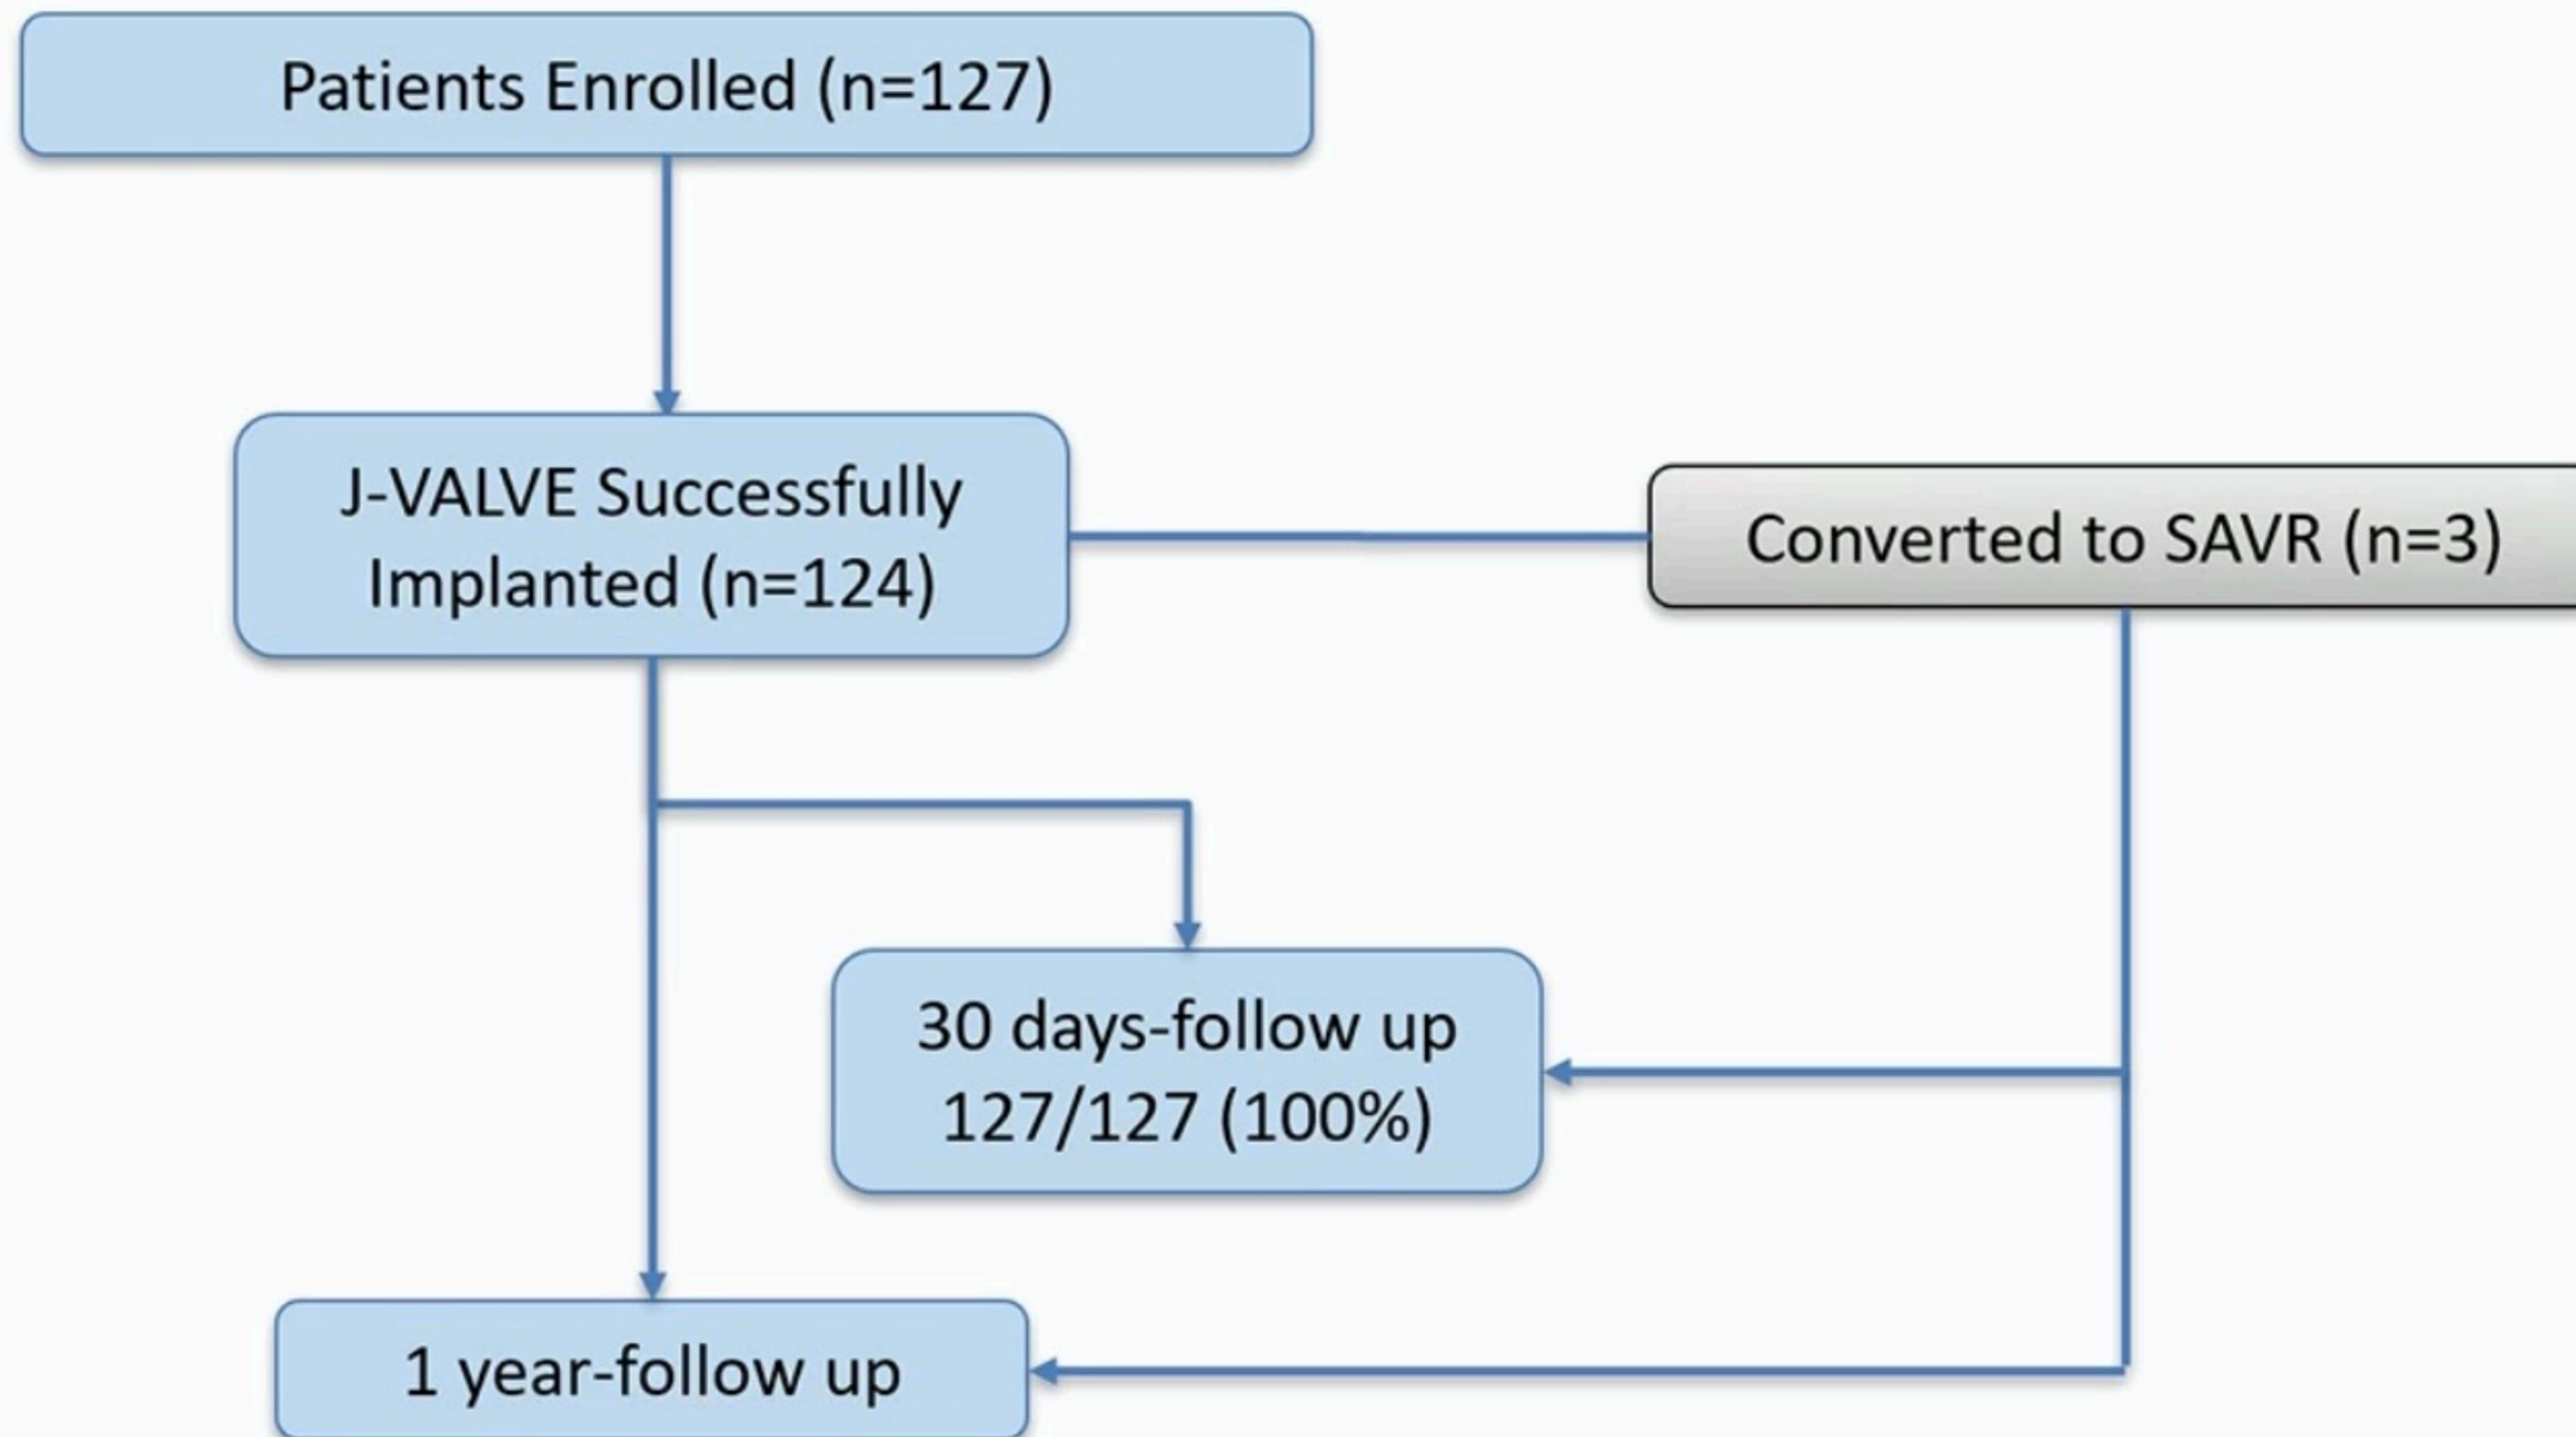 Patients Enrolled (n=127)
J-VALVE Successfully
Implanted (n=124)
Converted to SAVR (n=3)
30 days-follow up
127/127 (100%)
1 year-follow up